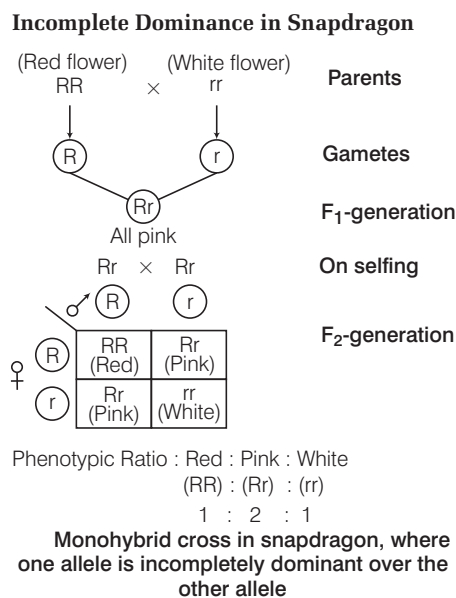 Incomplete Dominance in Snapdragon
(Red flower) (White flower)
RR × rr Parents
R r Gametes
Rr F₁-generation
All pink
Rr × Rr On selfing
♂ R r
F₂-generation
♀ R RR Rr
(Red) (Pink)
r Rr rr
(Pink) (White)
Phenotypic Ratio : Red : Pink : White
(RR) : (Rr) : (rr)
1 : 2 : 1
Monohybrid cross in snapdragon, where
one allele is incompletely dominant over the
other allele